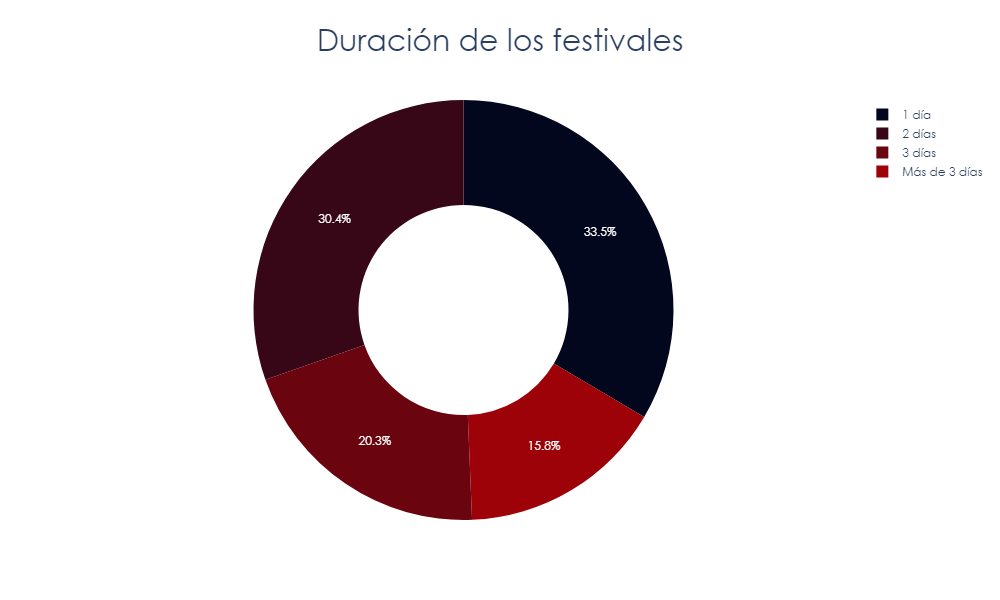 Duración de los festivales
1 día
2 días
3 días
Más de 3 días
30.4%
33.5%
20.3%
15.8%